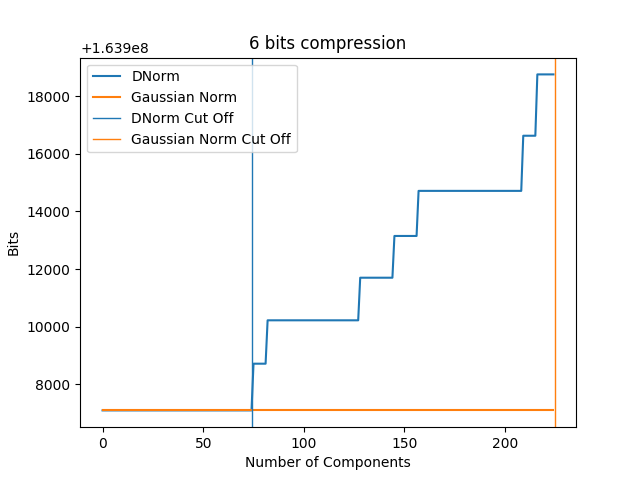 6 bits compression
+1.639e8
DNorm
Gaussian Norm
DNorm Cut Off
Gaussian Norm Cut Off
18000
16000
14000
12000
10000
8000
Bits
0 50 100 150 200
Number of Components